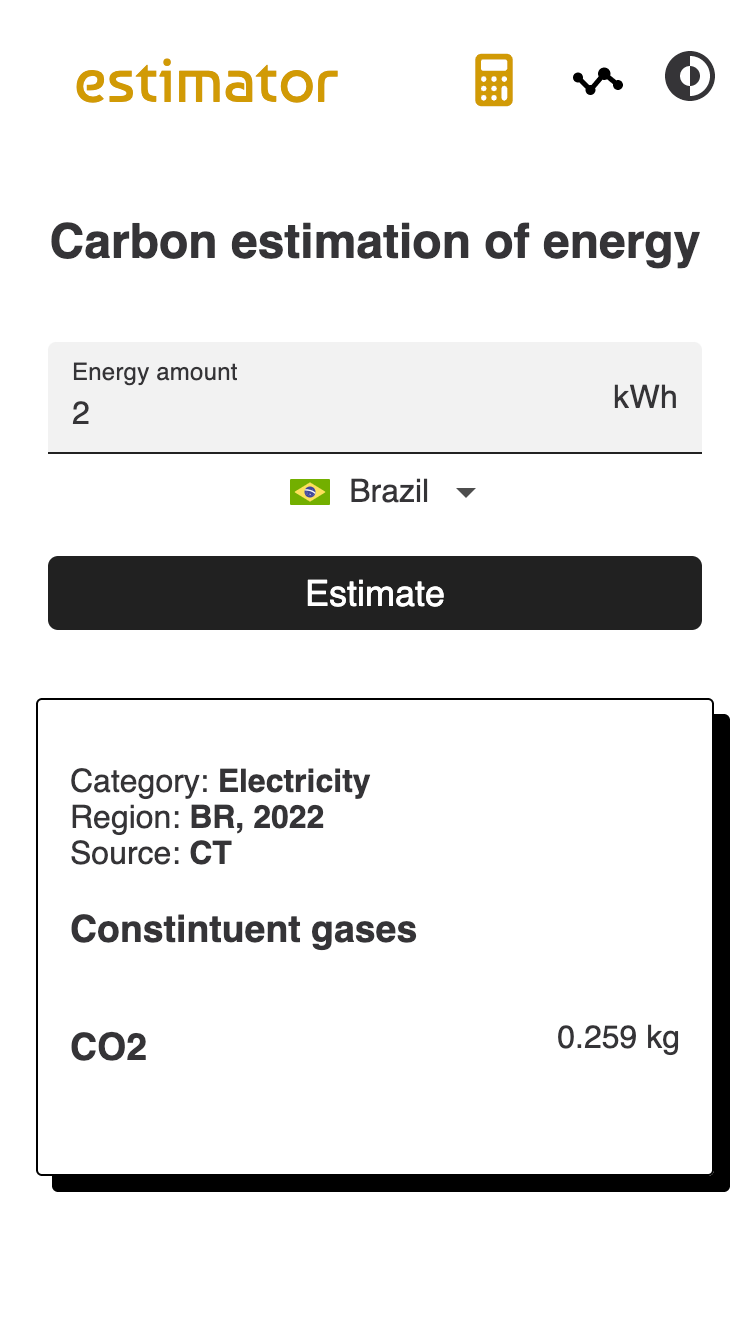 estimator
Carbon estimation of energy
Energy amount
2
kWh
Brazil
Estimate
Category: Electricity
Region: BR, 2022
Source: CT
Constintuent gases
CO2
0.259 kg